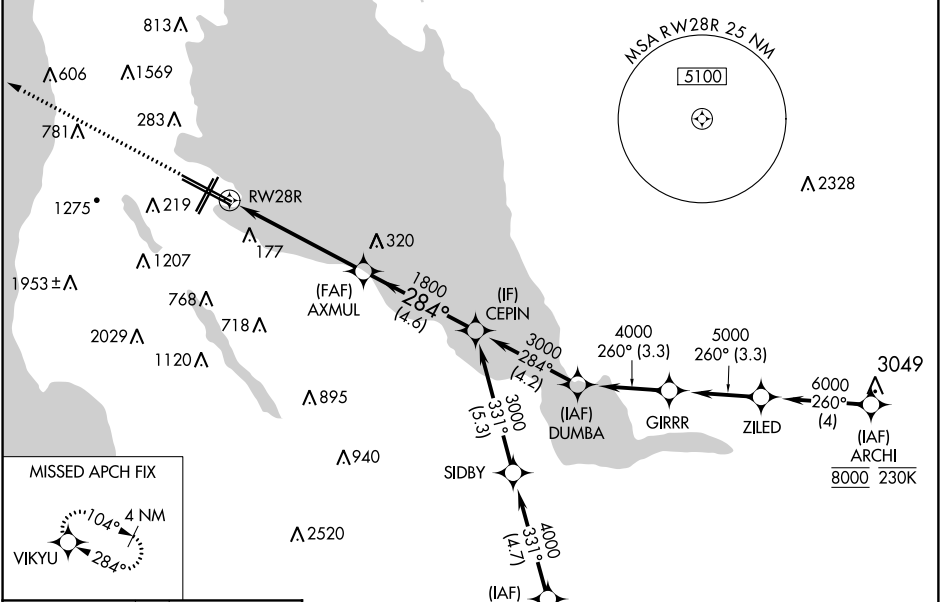 813
606
1569
MSA RW28R 25 NM
5100
283
781
2328
RW28R
1275
219
177
320
1207
1953±
(FAF)
AXMUL
1800
284°
(4.6)
(IF)
CEPIN
768
718
2029
1120
3000
284°
(4.2)
4000
260° (3.3)
5000
260° (3.3)
6000
260°
(4)
3049
895
3000
331°
(5.3)
(IAF)
DUMBA
GIRRR
ZILED
(IAF)
ARCHI
8000 230K
940
SIDBY
MISSED APCH FIX
104°
4 NM
VIKYU
284°
2520
4000
331°
(4.7)
(IAF)